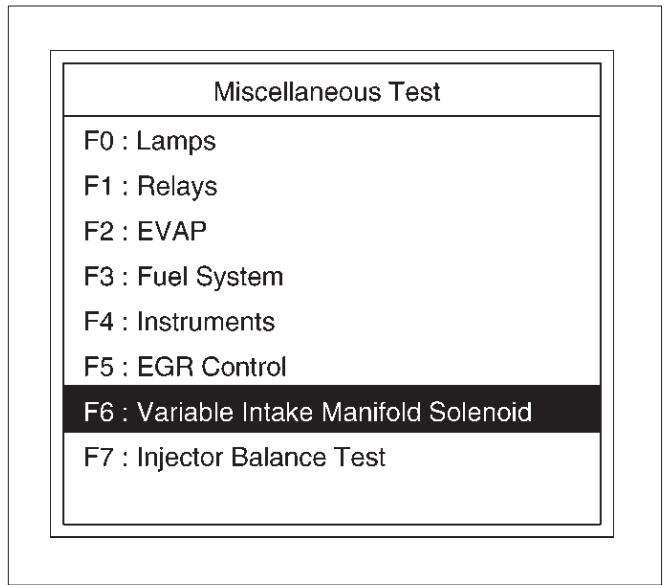 Miscellaneous Test
F0 : Lamps
F1 : Relays
F2 : EVAP
F3 : Fuel System
F4 : Instruments
F5 : EGR Control
F6 : Variable Intake Manifold Solenoid
F7 : Injector Balance Test